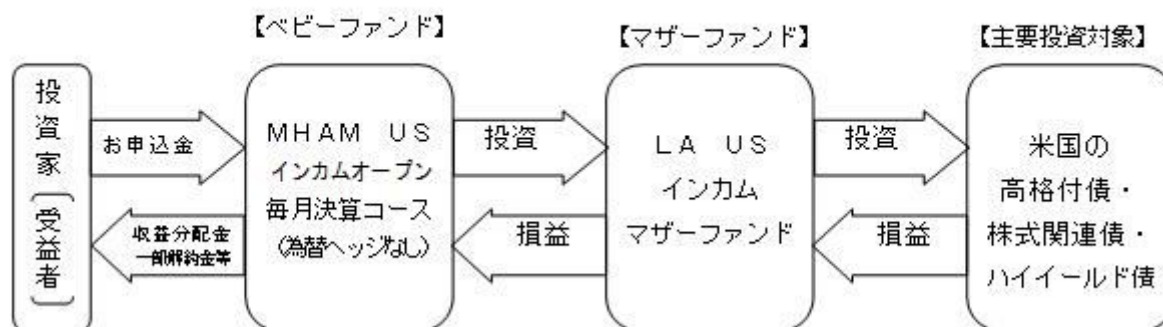 【ベビーファンド】
【マザーファンド】
【主要投資対象】
投資家（受益者）
お申込金
収益分配金
一部解約金等
ＭＨＡＭ　ＵＳ
インカムオープン
毎月決算コース
（為替ヘッジなし）
投資
損益
ＬＡ　ＵＳ
インカム
マザーファンド
投資
損益
米国の
高格付債・
株式関連債・
ハイイールド債